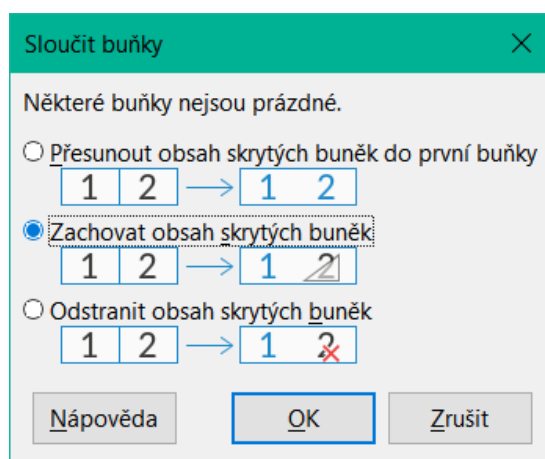 Sloučit buňky
Některé buňky nejsou prázdné.
Přesunout obsah skrytých buněk do první buňky
1 2 → 1 2
Zachovat obsah skrytých buněk
1 2 → 1 2
Odstranit obsah skrytých buněk
1 2 → 1 2
Nápověda OK Zrušit